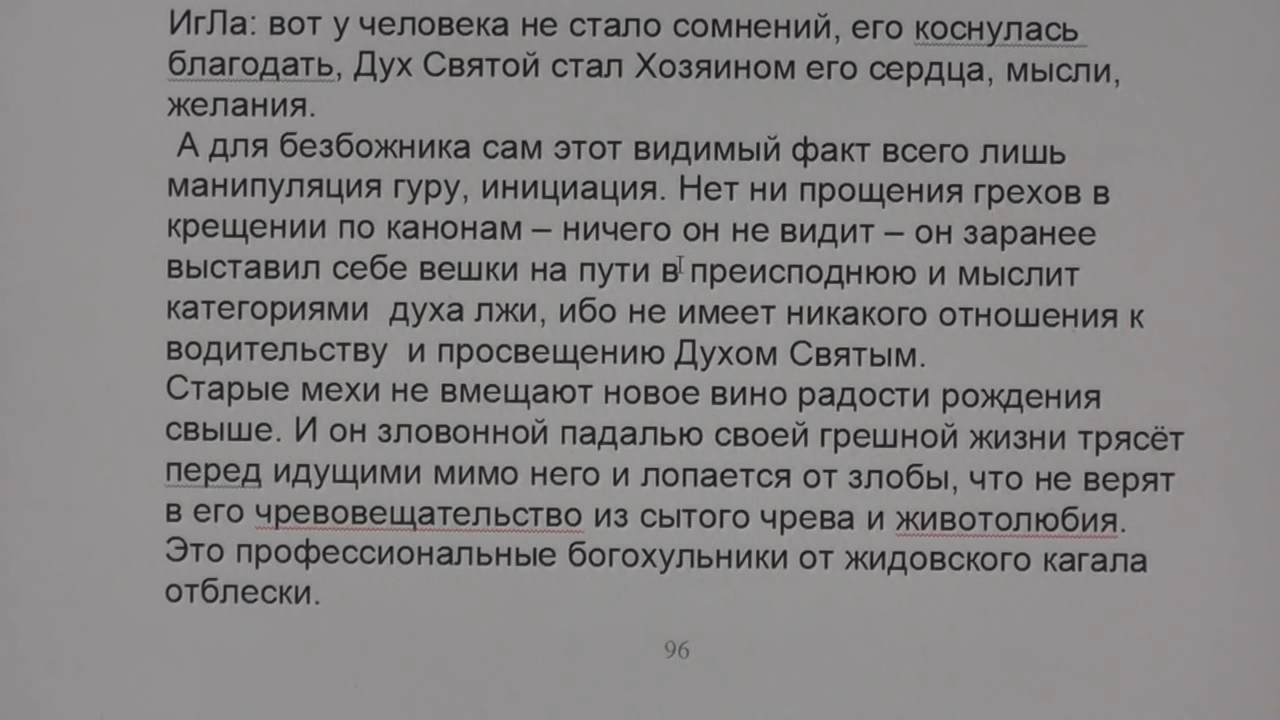 ИгЛа: вот у человека не стало сомнений, его коснулась
благодать, Дух Святой стал Хозяином его сердца, мысли,
желания.
А для безбожника сам этот видимый факт всего лишь
манипуляция гуру, инициация. Нет ни прощения грехов в
крещении по канонам – ничего он не видит – он заранее
выставил себе вешки на пути в преисподнюю и мыслит
категориями  духа лжи, ибо не имеет никакого отношения к
водительству  и просвещению Духом Святым.
Старые мехи не вмещают новое вино радости рождения
свыше. И он зловонной падалью своей грешной жизни трясёт
перед идущими мимо него и лопается от злобы, что не верят
в его чревовещательство из сытого чрева и животолюбия.
Это профессиональные богохульники от жидовского кагала
отблески.
96